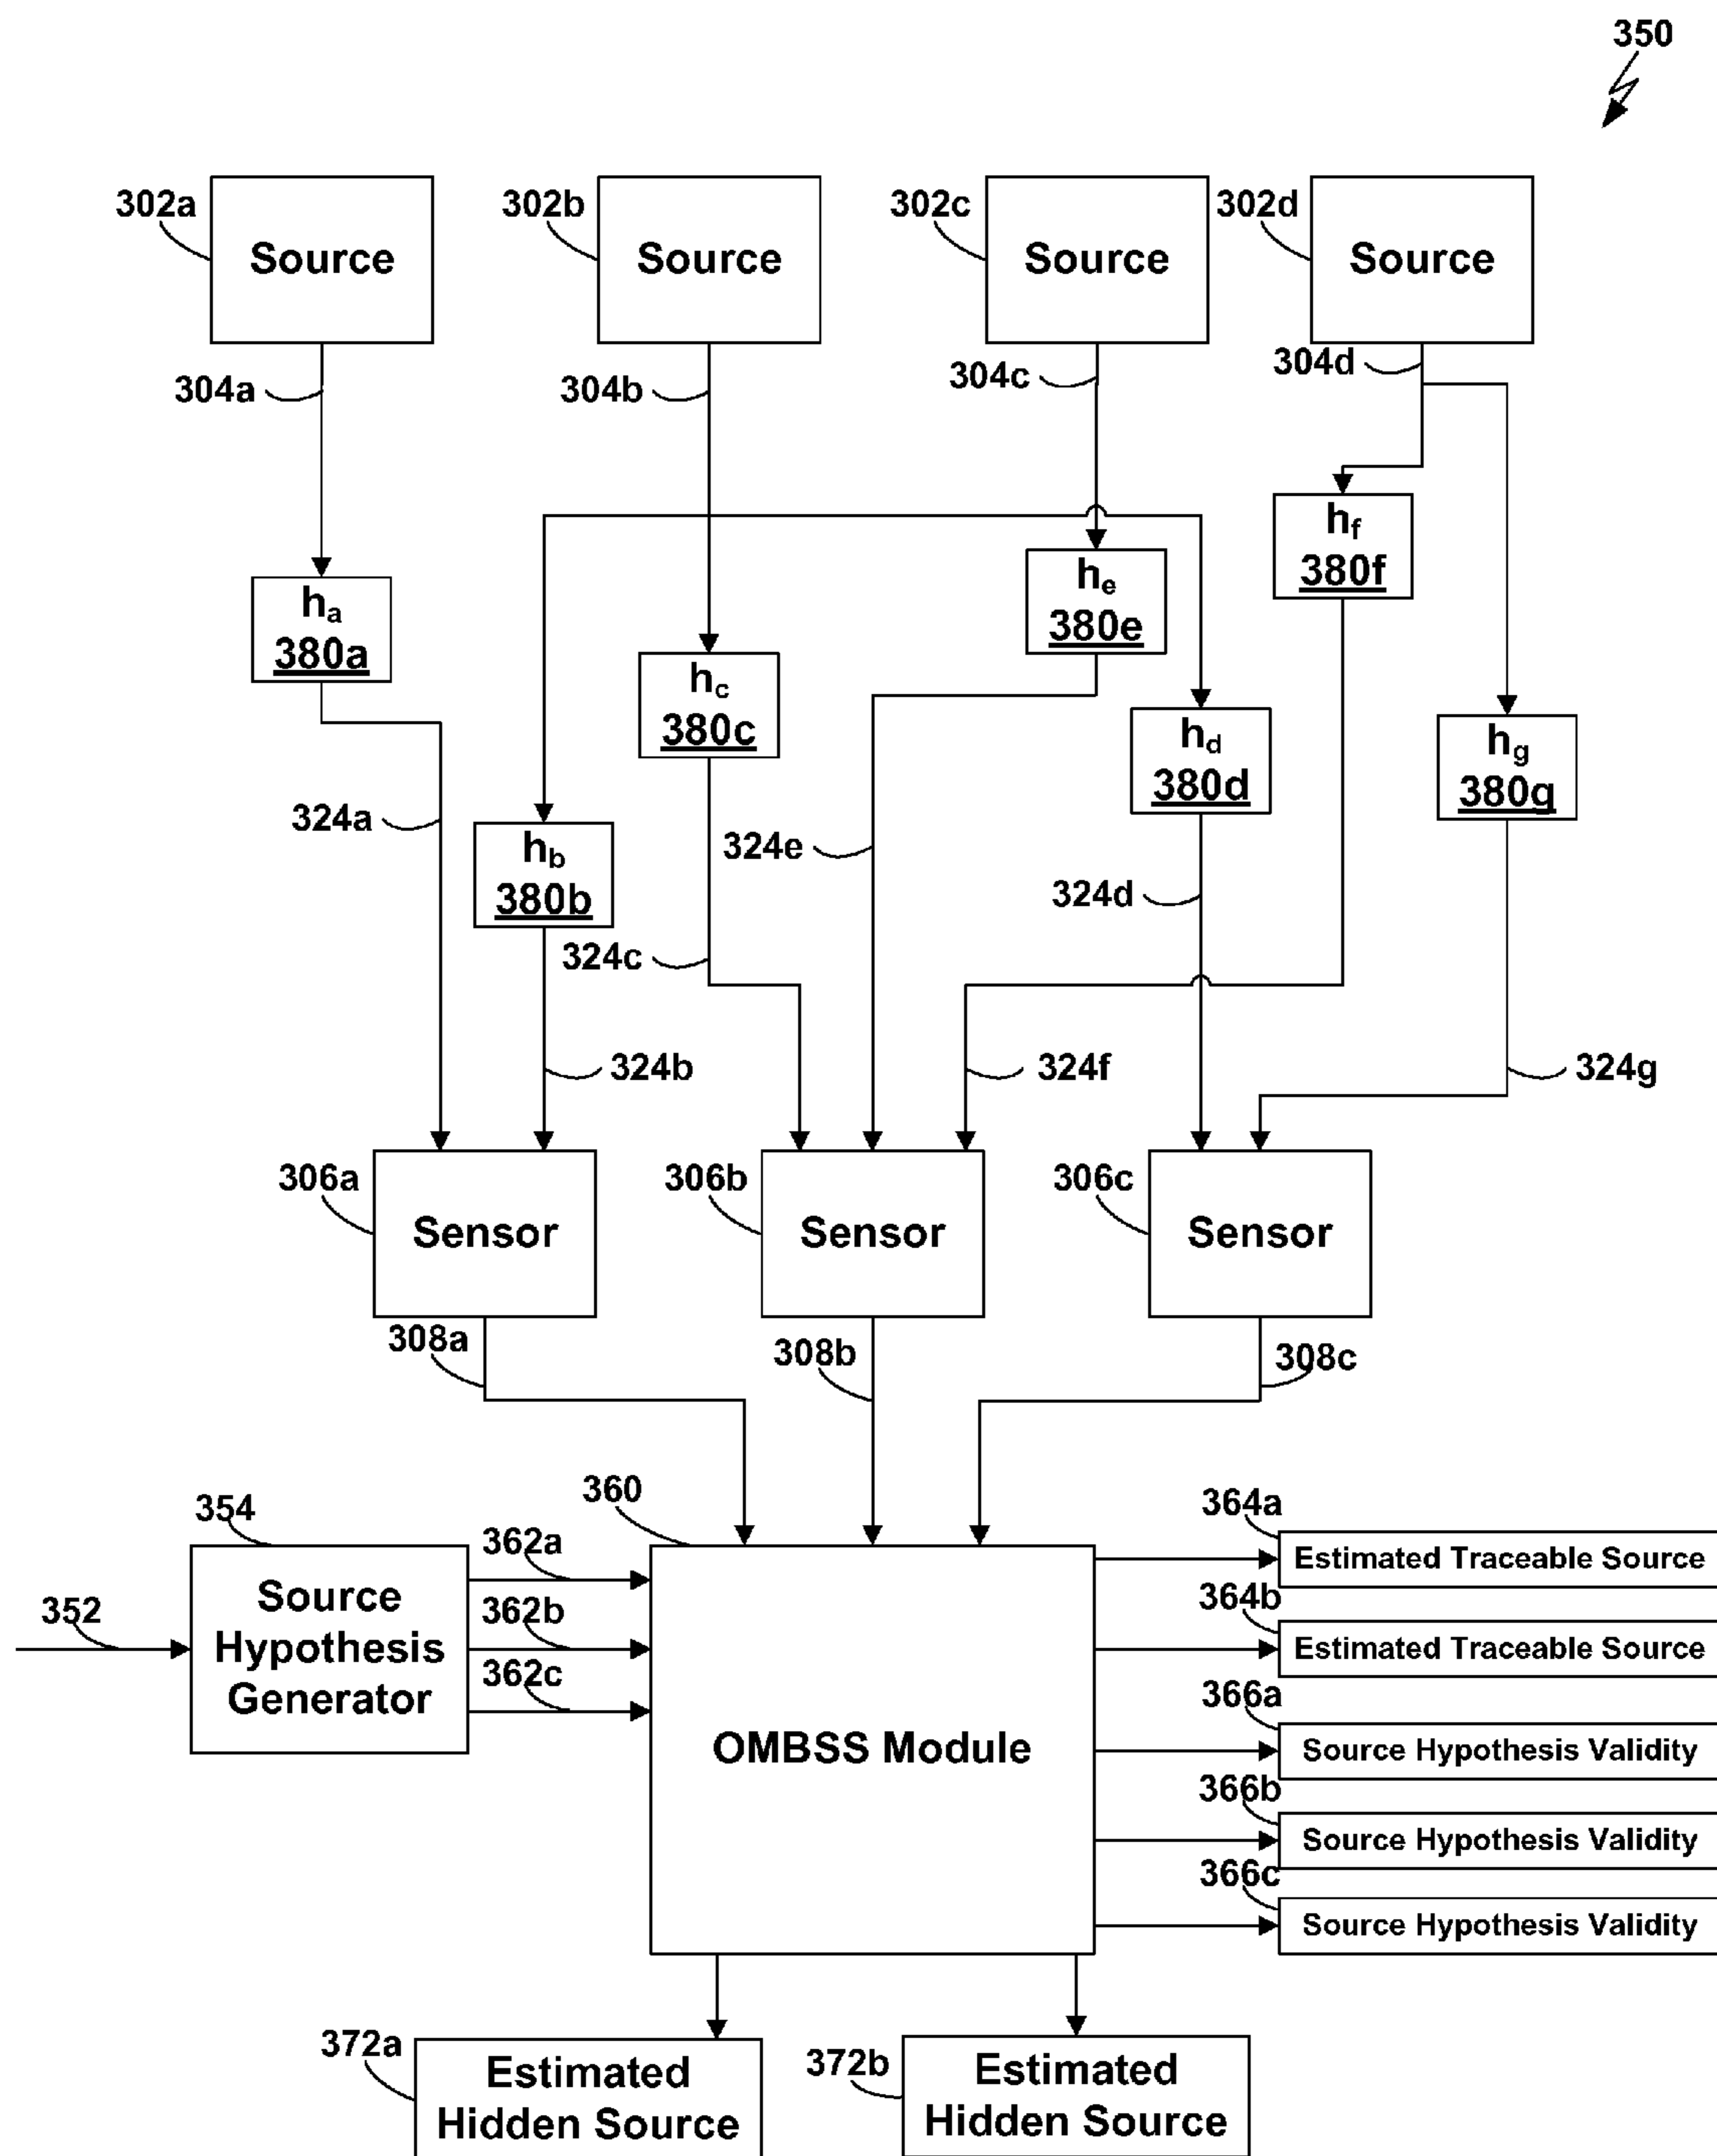 350
302a
Source
302b
Source
302c
Source
302d
Source
304a
304b
304c
304d
ha
380a
hc
380c
he
380e
hf
380f
hd
380d
hg
380g
hb
380b
324a
324e
324d
324c
324b
324f
324g
306a
Sensor
306b
Sensor
306c
Sensor
308a
308b
308c
352
354
Source
Hypothesis
Generator
362a
362b
362c
360
OMBSS Module
364a
Estimated Traceable Source
364b
Estimated Traceable Source
366a
Source Hypothesis Validity
366b
Source Hypothesis Validity
366c
Source Hypothesis Validity
372a
Estimated
Hidden Source
372b
Estimated
Hidden Source